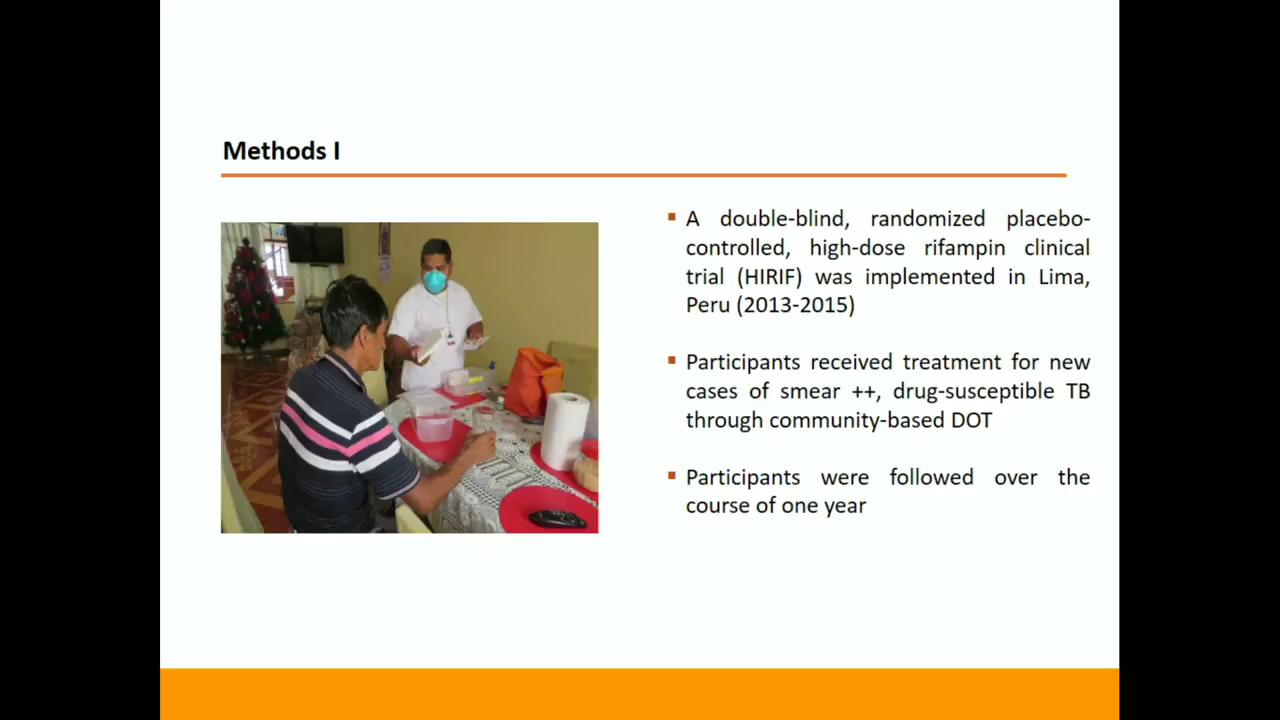 Methods I
▪ A double-blind, randomized placebo-
controlled, high-dose rifampin clinical
trial (HIRIF) was implemented in Lima,
Peru (2013-2015)
▪ Participants received treatment for new
cases of smear ++, drug-susceptible TB
through community-based DOT
▪ Participants were followed over the
course of one year